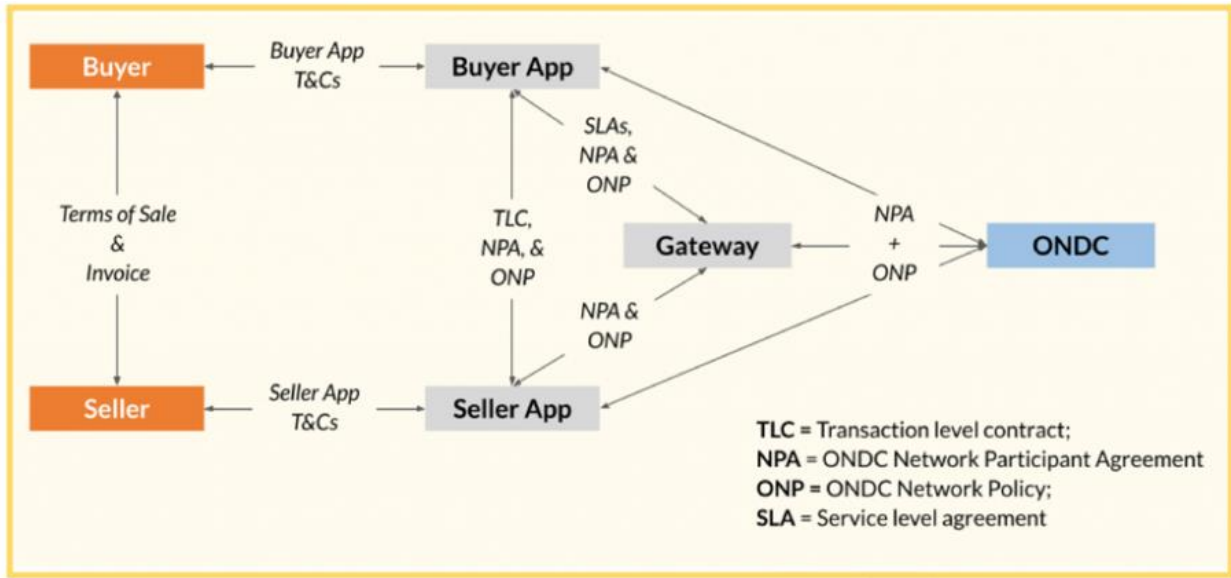 Buyer
Buyer App
T&Cs
Buyer App
SLAs,
NPA &
ONP
Terms of Sale
&
Invoice
TLC,
NPA, &
ONP
Gateway
NPA
+
ONP
ONDC
NPA &
ONP
Seller
Seller App
T&Cs
Seller App
TLC = Transaction level contract;
NPA = ONDC Network Participant Agreement
ONP = ONDC Network Policy;
SLA = Service level agreement